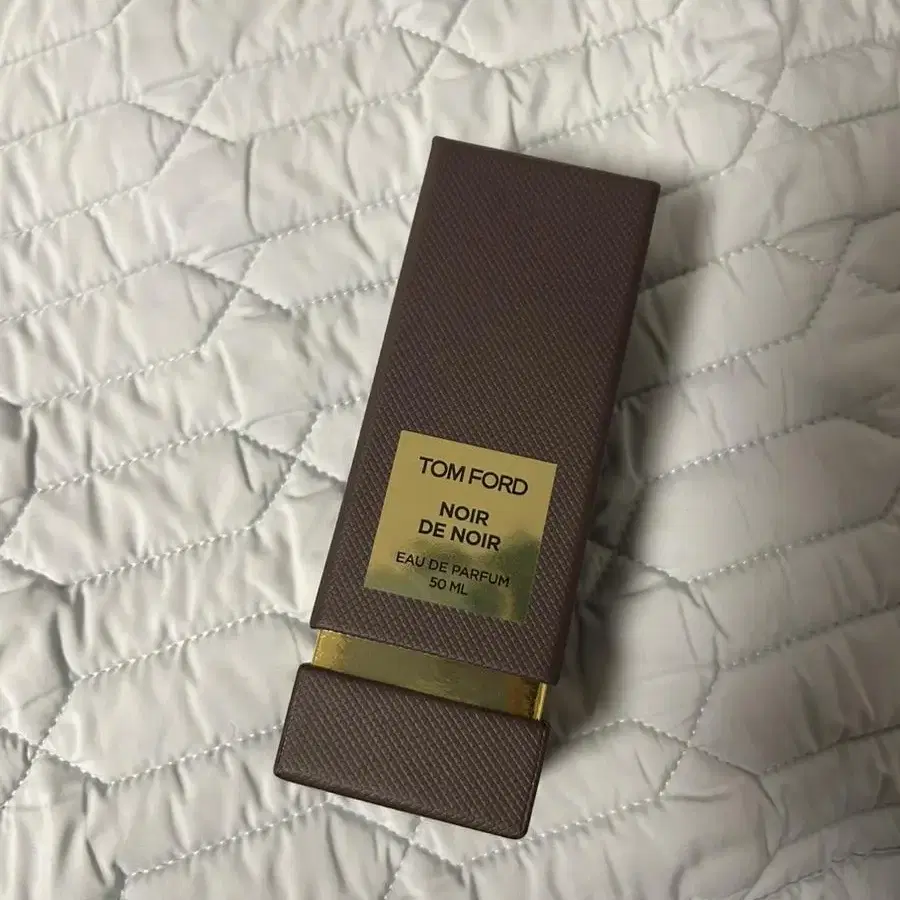 TOM FORD
NOIR
DE NOIR
EAU DE PARFUM
50 ML